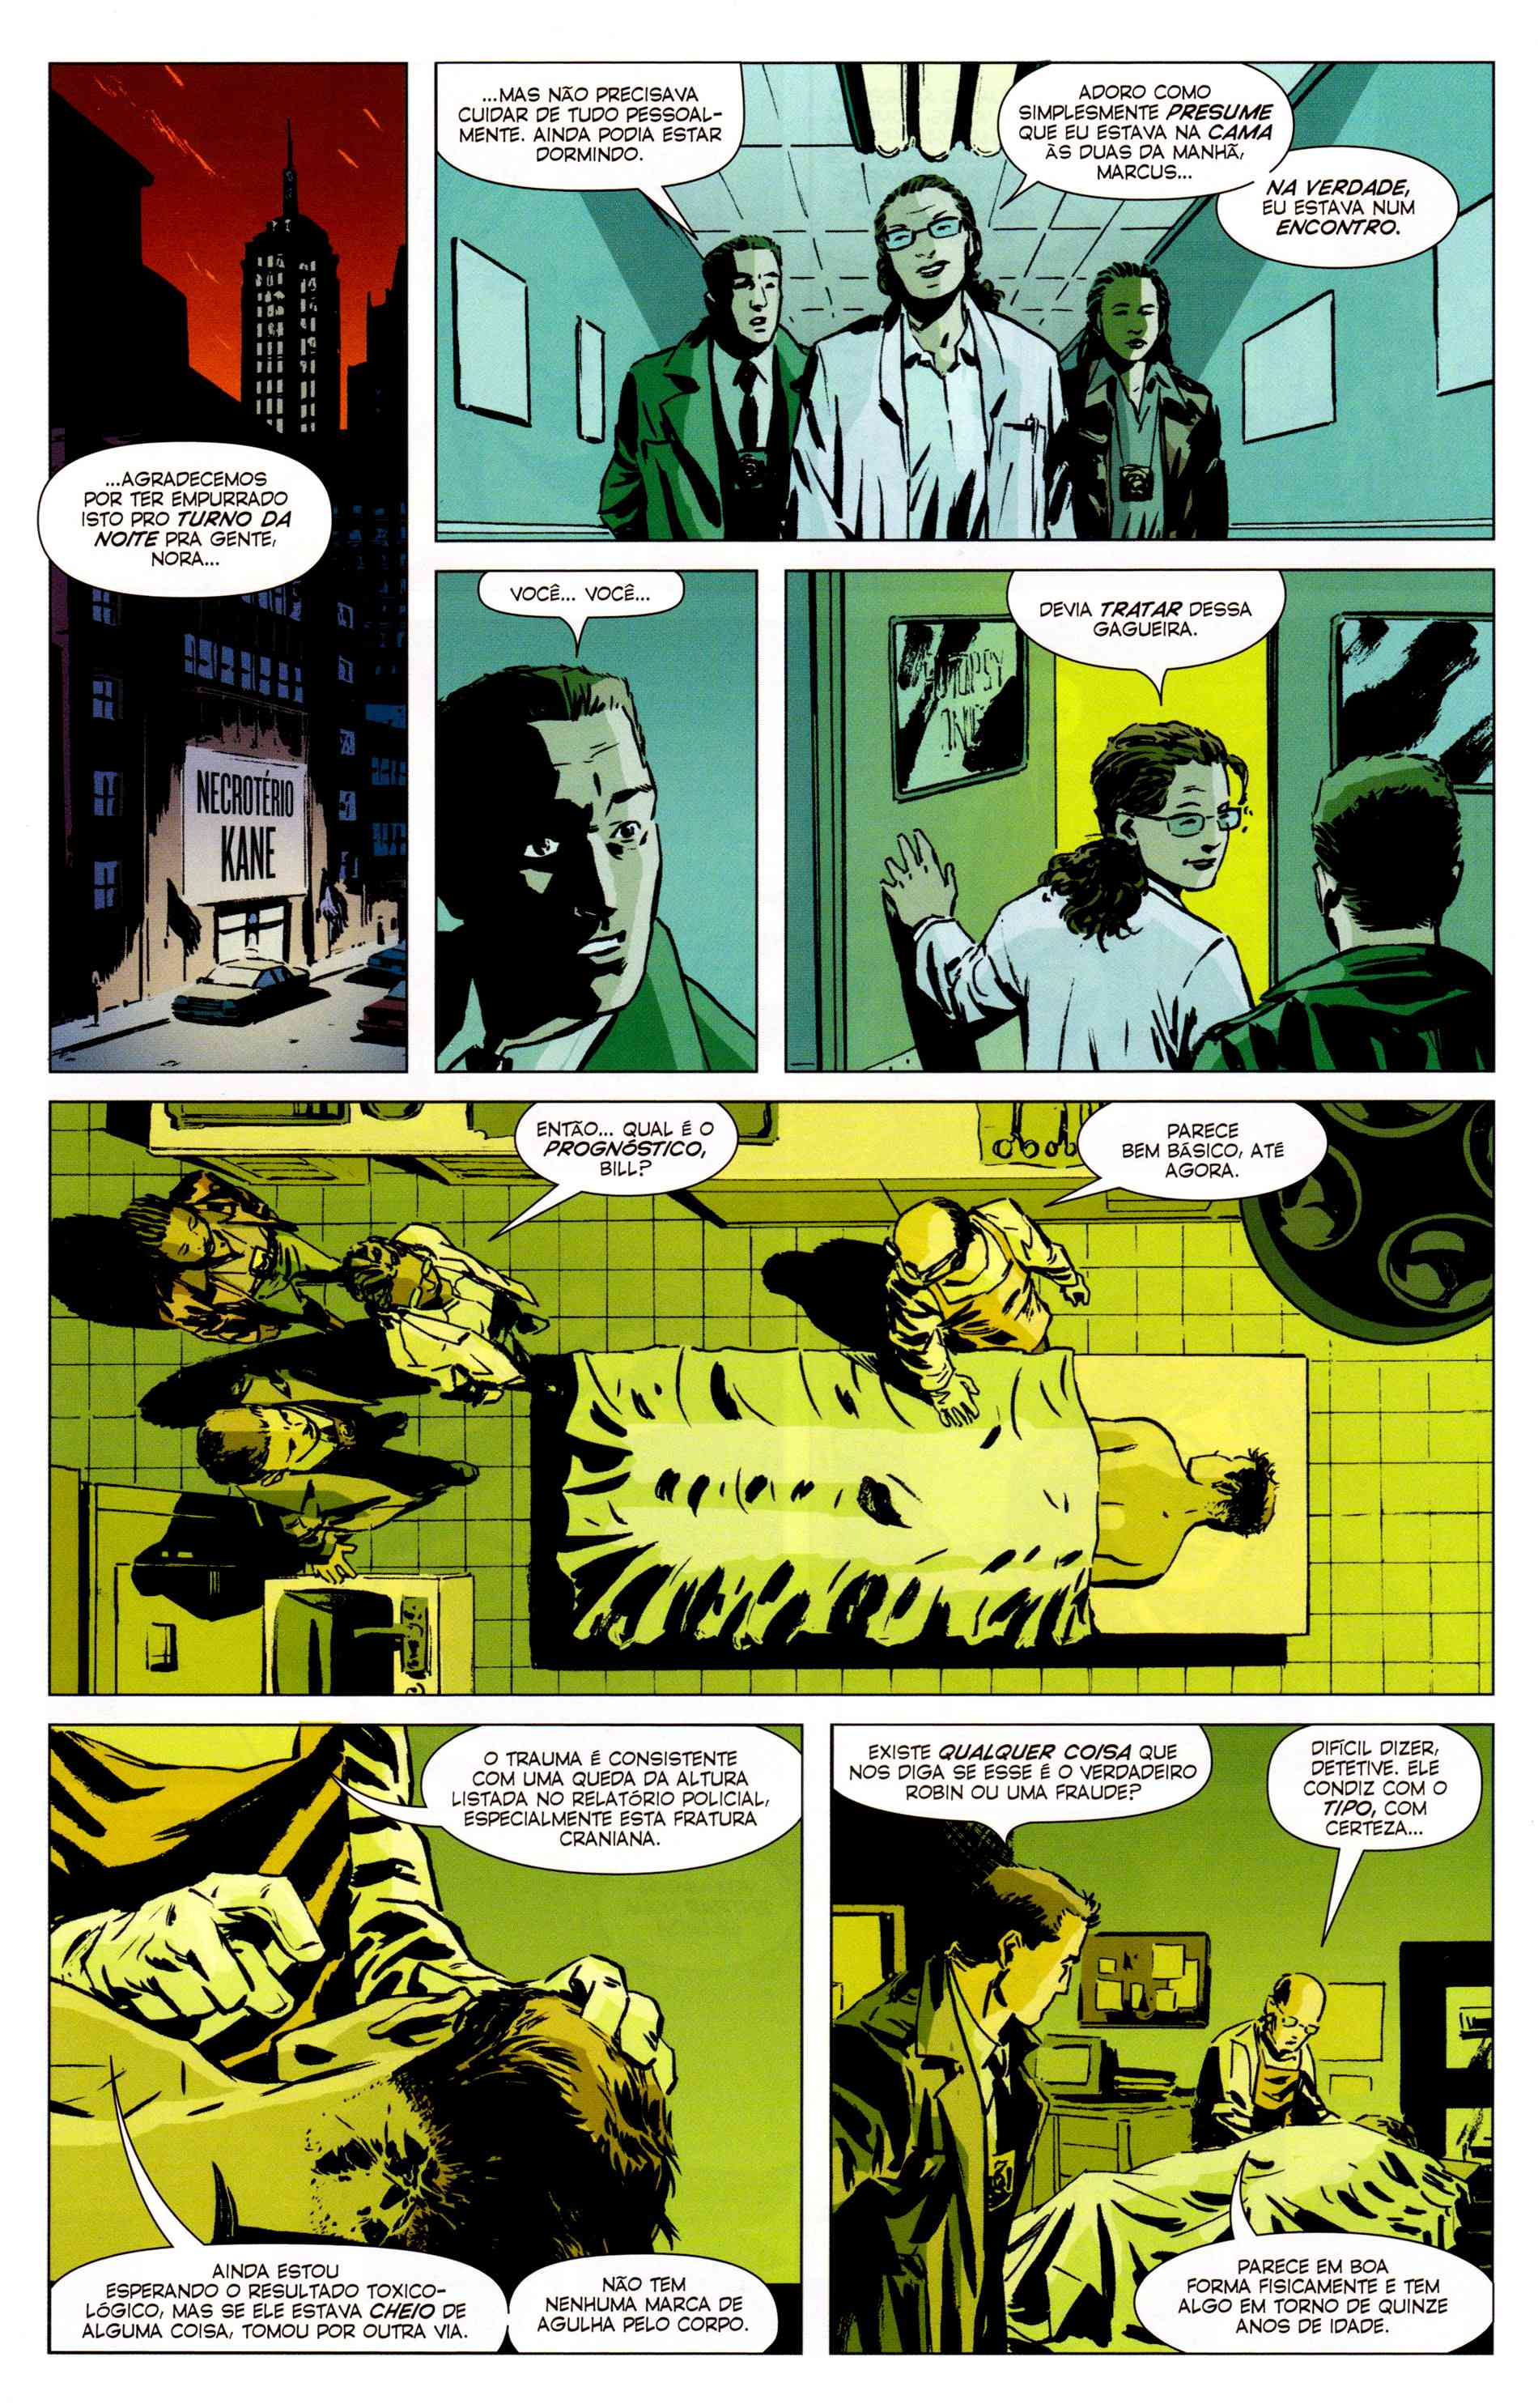 ...AGRADECEMOS
POR TER EMPURRADO
ISTO PRO TURNO DA
NOITE PRA GENTE,
NORA...
NECROTÉRIO
KANE
...MAS NÃO PRECISAVA
CUIDAR DE TUDO PESSOAL-
MENTE. AINDA PODIA ESTAR
DORMINDO.
ADORO COMO
SIMPLESMENTE PRESUME
QUE EU ESTAVA NA CAMA
ÀS DUAS DA MANHÃ,
MARCUS...
NA VERDADE,
EU ESTAVA NUM
ENCONTRO.
VOCÊ... VOCÊ...
DEVIA TRATAR DESSA
GAGUEIRA.
ENTÃO... QUAL É O
PROGNÓSTICO,
BILL?
PARECE
BEM BÁSICO, ATÉ
AGORA.
O TRAUMA É CONSISTENTE
COM UMA QUEDA DA ALTURA
LISTADA NO RELATÓRIO POLICIAL,
ESPECIALMENTE ESTA FRATURA
CRANIANA.
AINDA ESTOU
ESPERANDO O RESULTADO TOXICO-
LÓGICO, MAS SE ELE ESTAVA CHEIO DE
ALGUMA COISA, TOMOU POR OUTRA VIA.
NÃO TEM
NENHUMA MARCA DE
AGULHA PELO CORPO.
EXISTE QUALQUER COISA QUE
NOS DIGA SE ESSE É O VERDADEIRO
ROBIN OU UMA FRAUDE?
DIFÍCIL DIZER,
DETETIVE. ELE
CONDIZ COM O
TIPO, COM
CERTEZA...
PARECE EM BOA
FORMA FISICAMENTE E TEM
ALGO EM TORNO DE QUINZE
ANOS DE IDADE.